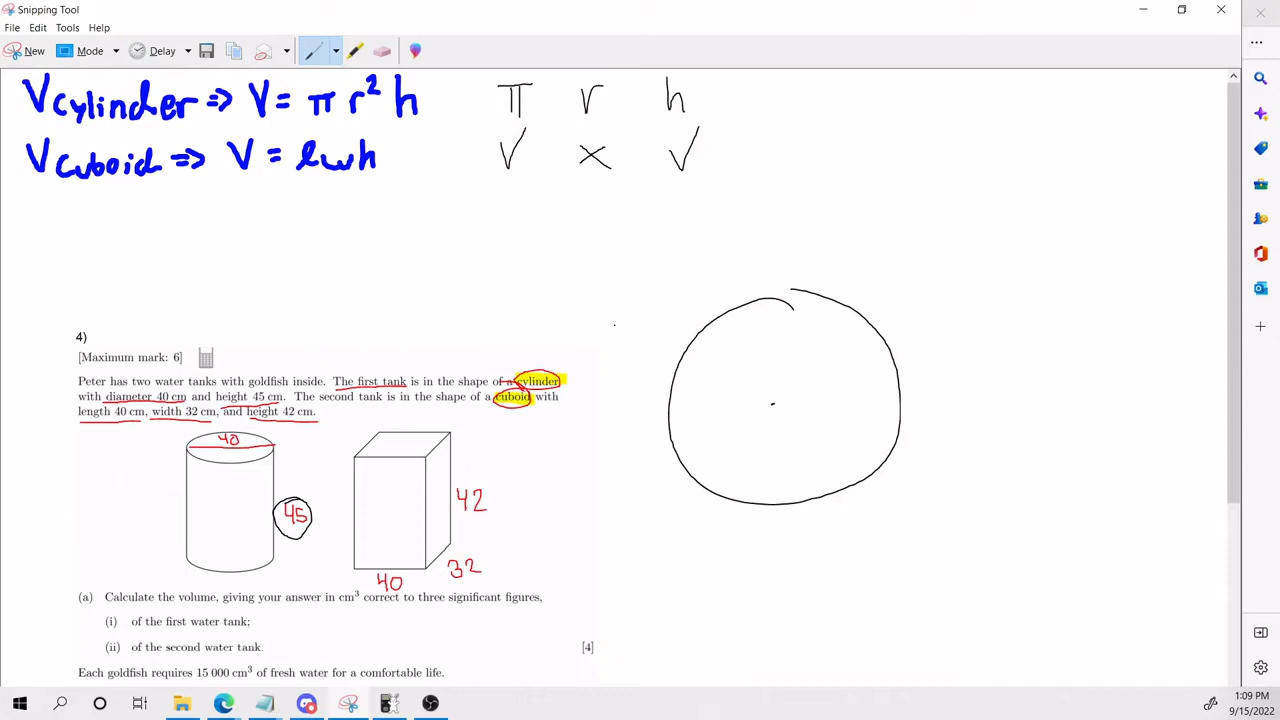 Snipping Tool
File Edit Tools Help
New Mode Delay
Vcylinder ⇒ V = π r² h π r h
Vcuboid ⇒ V = lwh √ × √
4)
[Maximum mark: 6]
Peter has two water tanks with goldfish inside. The first tank is in the shape of a cylinder
with diameter 40 cm and height 45 cm. The second tank is in the shape of a cuboid with
length 40 cm, width 32 cm, and height 42 cm.
40
45
42
32
40
(a) Calculate the volume, giving your answer in cm³ correct to three significant figures,
(i) of the first water tank;
(ii) of the second water tank. [4]
Each goldfish requires 15 000 cm³ of fresh water for a comfortable life.
1:09 PM
9/15/2022